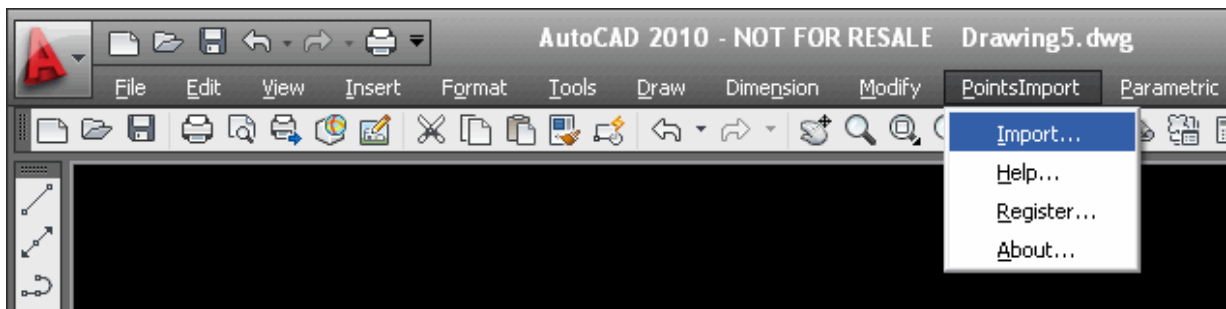 AutoCAD 2010 - NOT FOR RESALE Drawing5.dwg
File Edit View Insert Format Tools Draw Dimension Modify PointsImport Parametric
Import...
Help...
Register...
About...